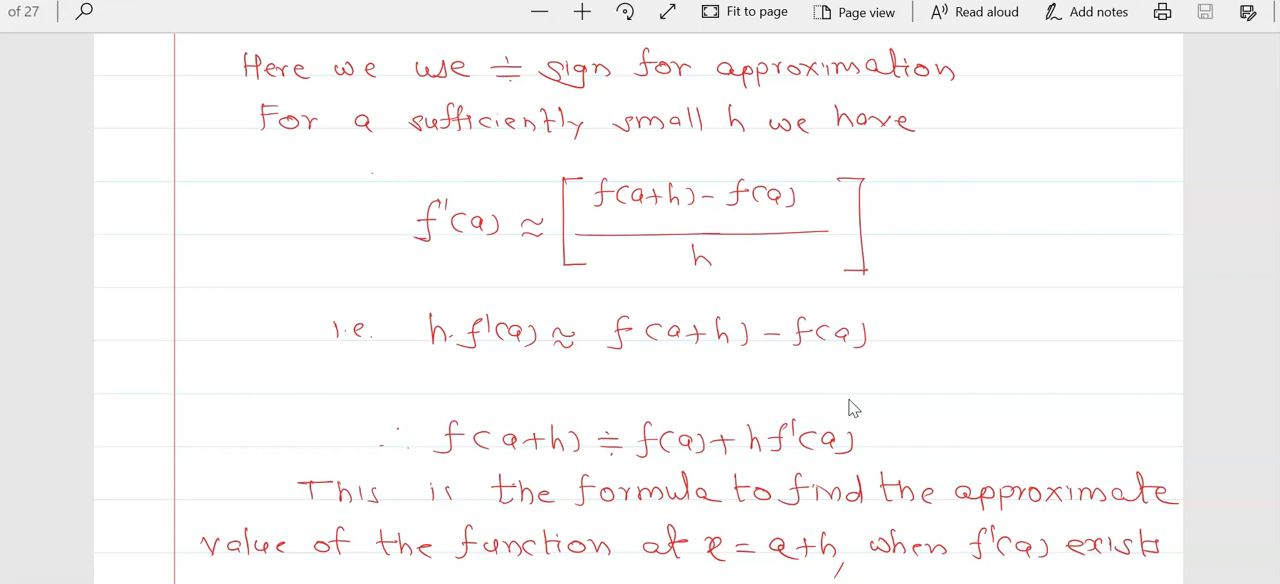 of 27 Fit to page Page view Read aloud Add notes
Here we use ≑ sign for approximation
For a sufficiently small h we have
f'(a) ≈ [ f(a+h) - f(a) / h ]
i.e. h. f'(a) ≈ f(a+h) - f(a)
∴ f(a+h) ≑ f(a) + h f'(a)
This is the formula to find the approximate
value of the function at x = a+h, when f'(a) exists